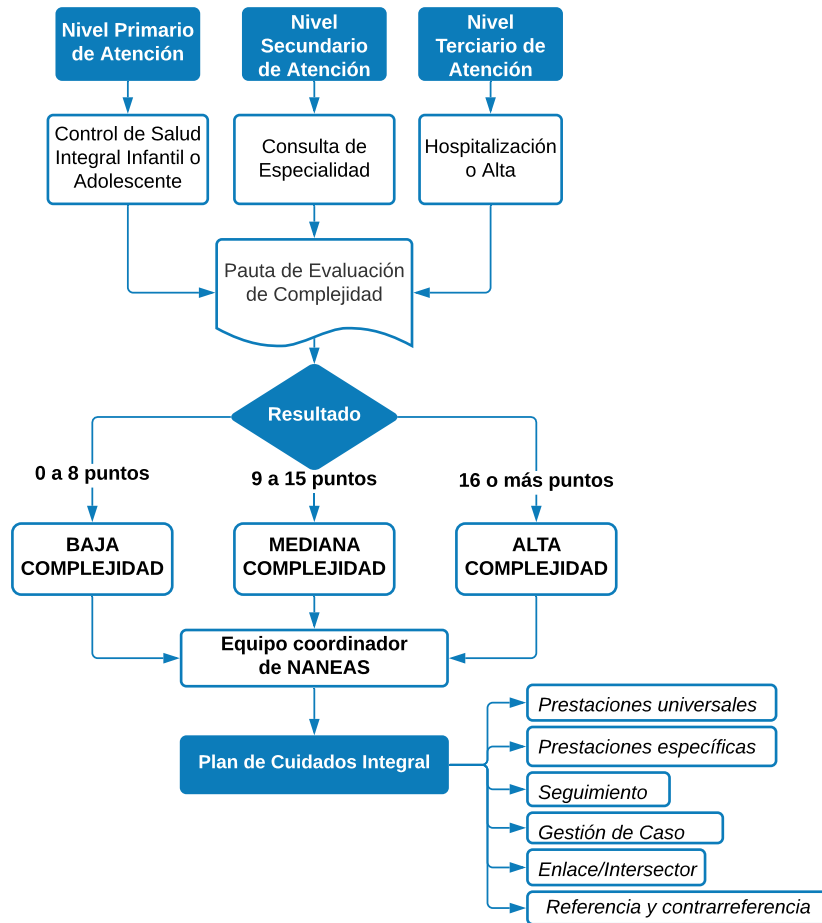 Nivel Primario
de Atención
Nivel
Secundario
de Atención
Nivel
Terciario de
Atención
Control de Salud
Integral Infantil o
Adolescente
Consulta de
Especialidad
Hospitalización
o Alta
Pauta de Evaluación
de Complejidad
Resultado
0 a 8 puntos
9 a 15 puntos
16 o más puntos
BAJA
COMPLEJIDAD
MEDIANA
COMPLEJIDAD
ALTA
COMPLEJIDAD
Equipo coordinador
de NANEAS
Plan de Cuidados Integral
Prestaciones universales
Prestaciones específicas
Seguimiento
Gestión de Caso
Enlace/Intersector
Referencia y contrarreferencia